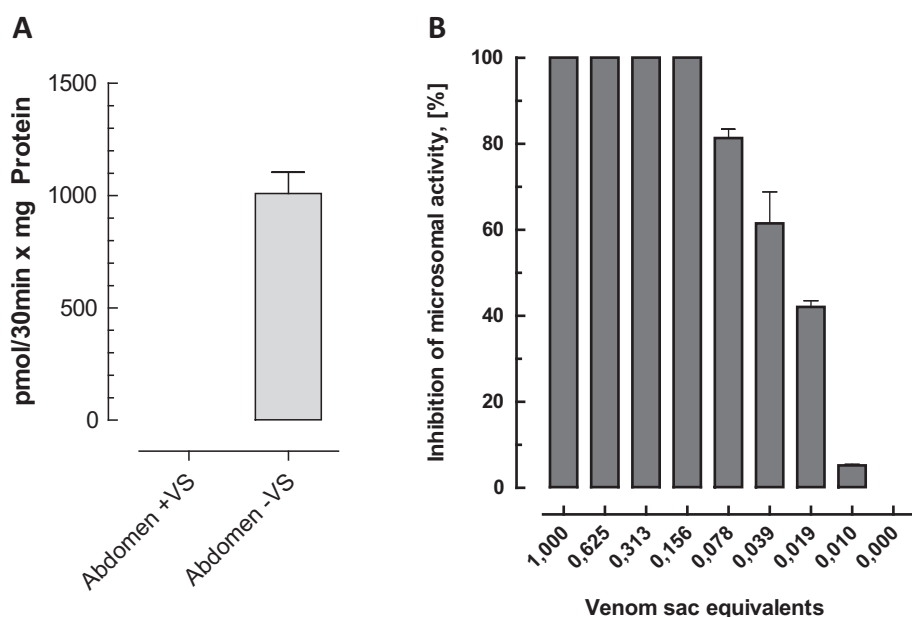 A
pmol/30min x mg Protein
1500
1000
500
0
Abdomen +VS
Abdomen -VS
B
Inhibition of microsomal activity, [%]
100
80
60
40
20
0
1,000
0,625
0,313
0,156
0,078
0,039
0,019
0,010
0,000
Venom sac equivalents